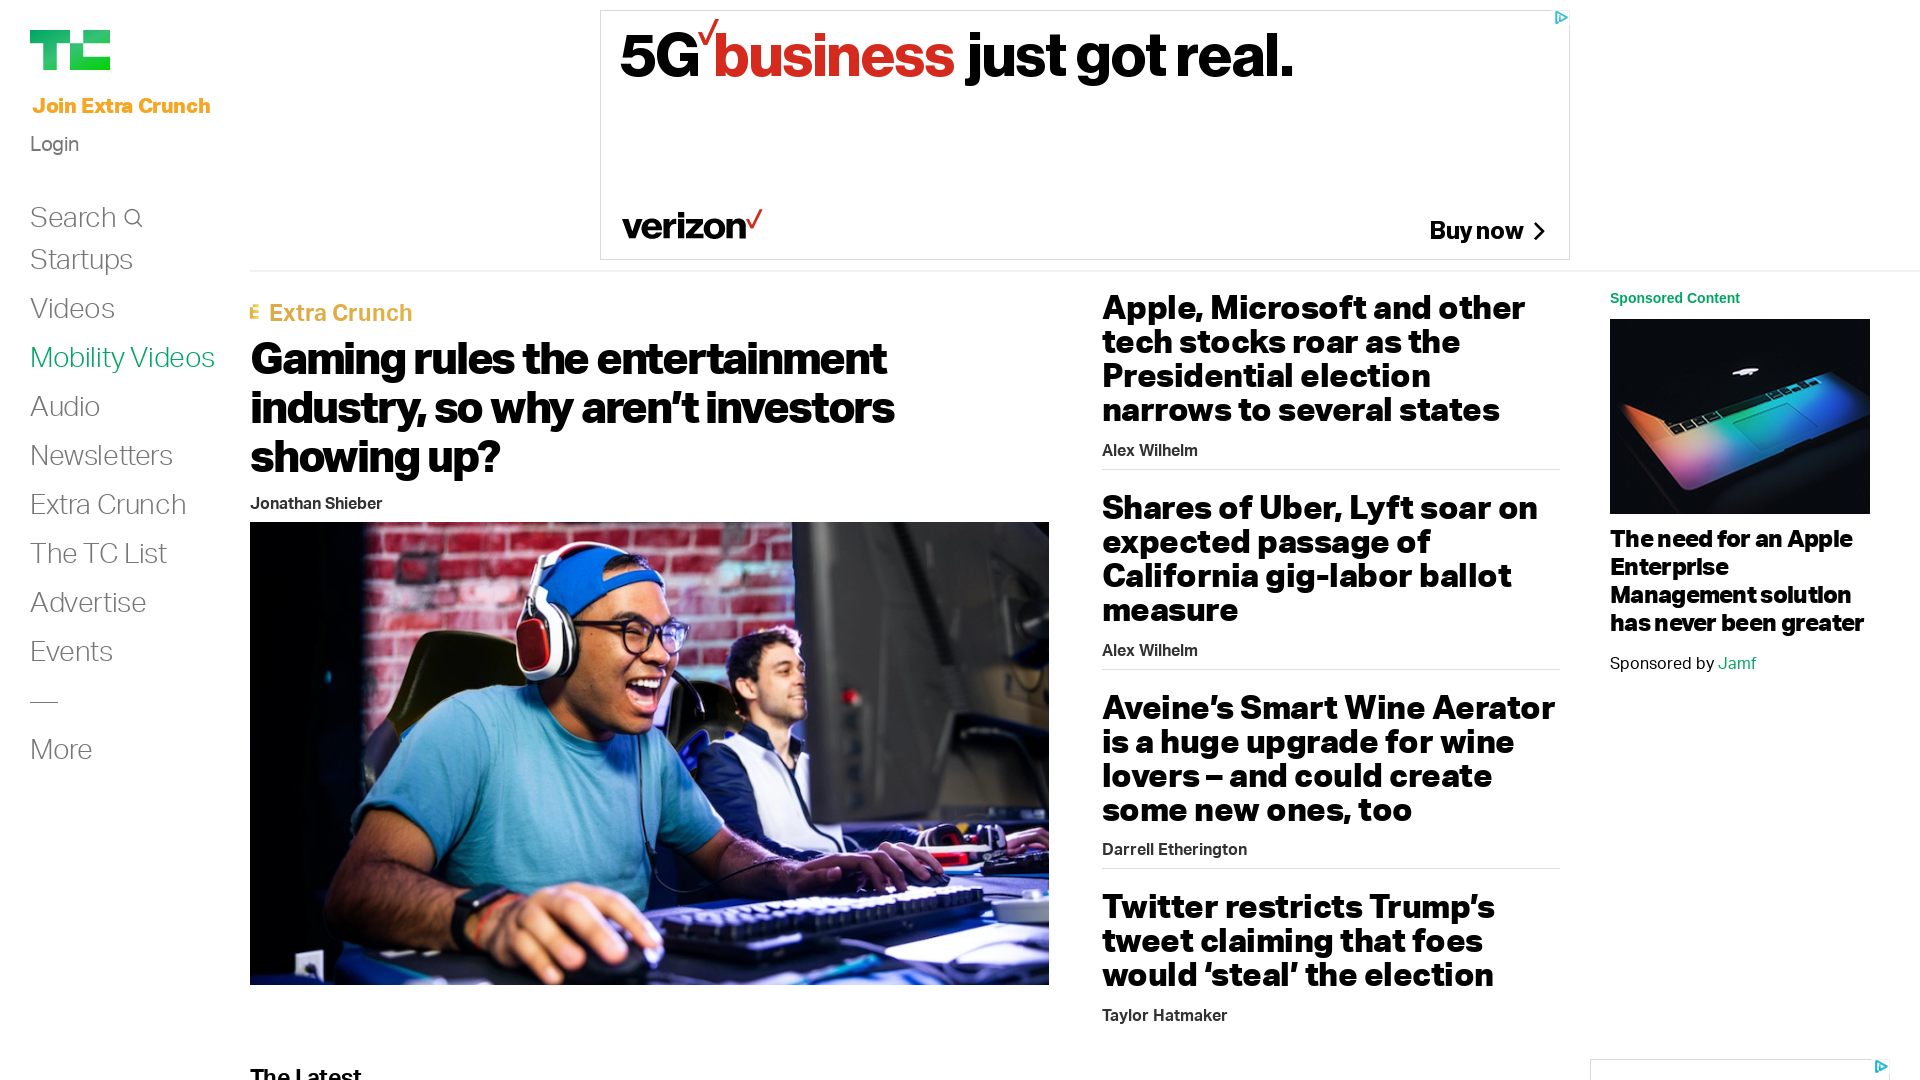 TC
Join Extra Crunch
Login
Search
Startups
Videos
Mobility Videos
Audio
Newsletters
Extra Crunch
The TC List
Advertise
Events
More
5G business just got real.
verizon
Buy now
Extra Crunch
Gaming rules the entertainment
industry, so why aren’t investors
showing up?
Jonathan Shieber
Apple, Microsoft and other
tech stocks roar as the
Presidential election
narrows to several states
Alex Wilhelm
Shares of Uber, Lyft soar on
expected passage of
California gig-labor ballot
measure
Alex Wilhelm
Aveine’s Smart Wine Aerator
is a huge upgrade for wine
lovers – and could create
some new ones, too
Darrell Etherington
Twitter restricts Trump’s
tweet claiming that foes
would ‘steal’ the election
Taylor Hatmaker
Sponsored Content
The need for an Apple
Enterprise
Management solution
has never been greater
Sponsored by Jamf
The Latest